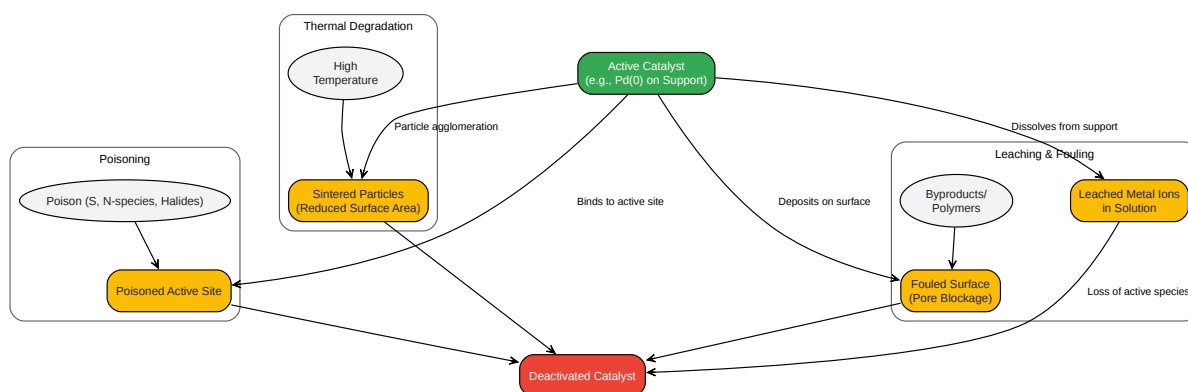 Thermal Degradation
High
Temperature
Active Catalyst
(e.g., Pd(0) on Support)
Particle agglomeration
Dissolves from support
Poisoning
Leaching & Fouling
Poison (S, N-species, Halides)
Sintered Particles
(Reduced Surface Area)
Binds to active site
Deposits on surface
Byproducts/
Polymers
Leached Metal Ions
in Solution
Poisoned Active Site
Fouled Surface
(Pore Blockage)
Loss of active species
Deactivated Catalyst